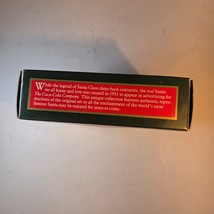 While the legend of Santa Claus dates back centuries, the real Santa
we all know and love was created in 1931 to appear in advertising for
The Coca-Cola Company. This unique collection features authentic repro-
ductions of the original art so all the enchantment of the world's most
famous Santa may be enjoyed for years to come.